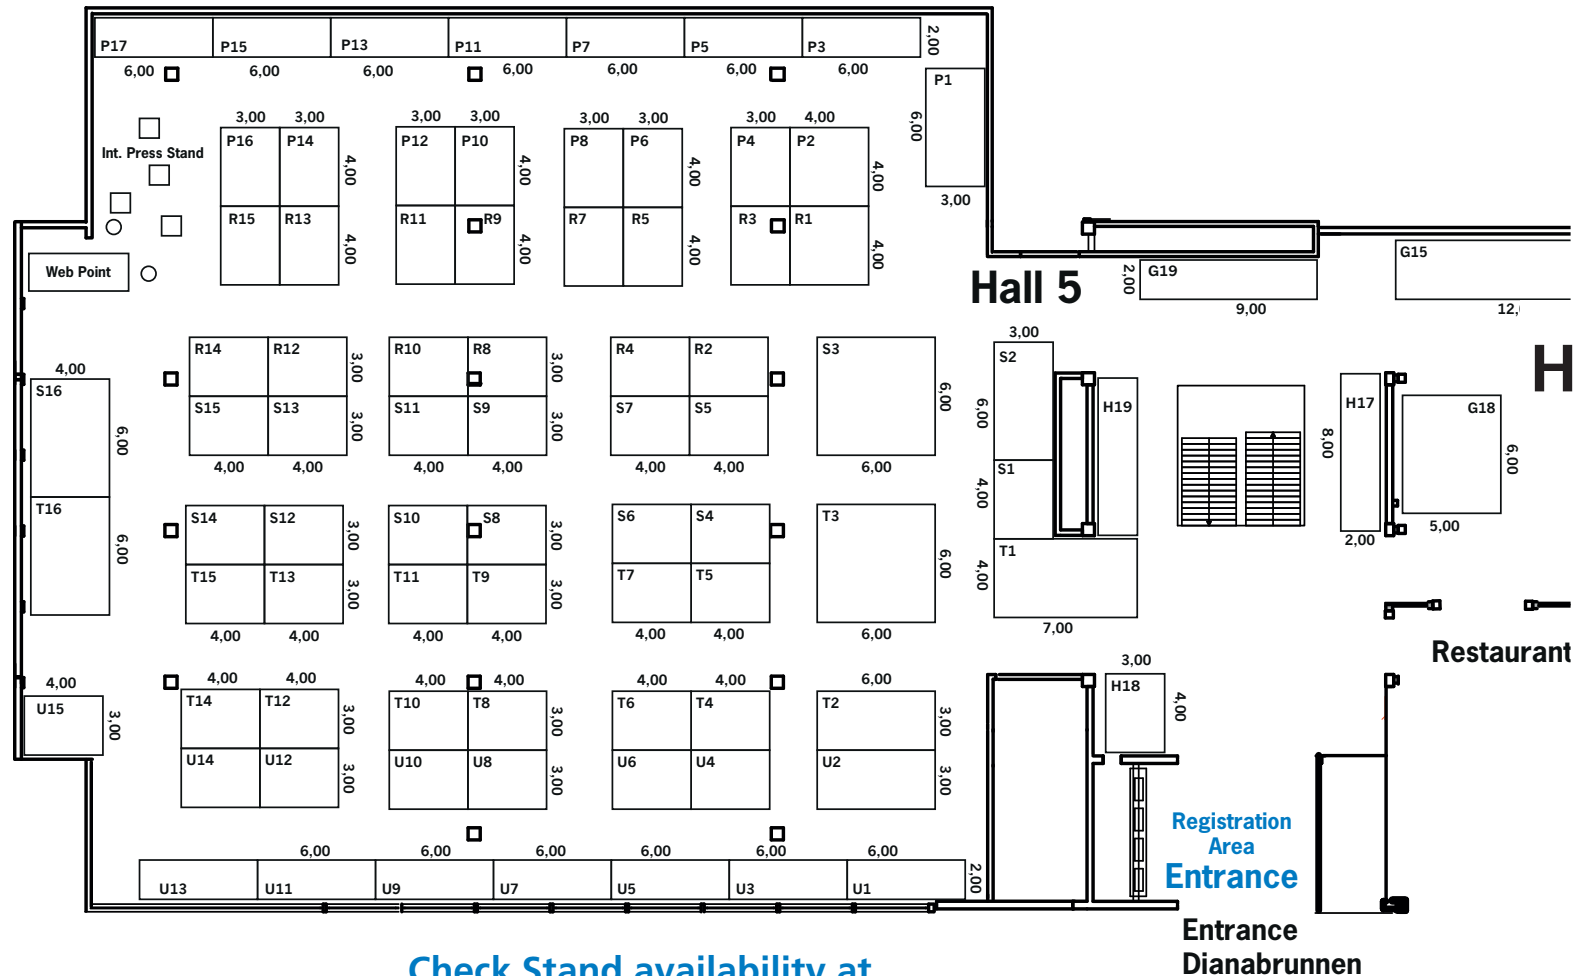 P17 P15 P13 P11 P7 P5 P3 2,00
6,00 6,00 6,00 6,00 6,00 6,00 6,00
P1
6,00
3,00
3,00 3,00 3,00 3,00 3,00 3,00 3,00 4,00
P16 P14 P12 P10 P8 P6 P4 P2
4,00 4,00 4,00 4,00
Int. Press Stand
R15 R13 R11 R9 R7 R5 R3 R1
4,00 4,00 4,00 4,00
Web Point
Hall 5
2,00 G19
9,00
G15
12,
H
4,00
S16
6,00
T16
6,00
R14 R12 3,00 R10 R8 3,00 R4 R2 S3
S15 S13 3,00 S11 S9 3,00 S7 S5 6,00
4,00 4,00 4,00 4,00 4,00 4,00 6,00
3,00
S2
6,00
S1
4,00
T1
4,00
7,00
H19
H17
8,00
2,00
G18
6,00
5,00
S14 S12 3,00 S10 S8 3,00 S6 S4 T3
T15 T13 3,00 T11 T9 3,00 T7 T5 6,00
4,00 4,00 4,00 4,00 4,00 4,00 6,00
Restaurant
4,00
U15
3,00
4,00 4,00 4,00 4,00 4,00 4,00 6,00
T14 T12 3,00 T10 T8 3,00 T6 T4 T2 3,00
U14 U12 3,00 U10 U8 3,00 U6 U4 U2 3,00
3,00
H18
4,00
6,00 6,00 6,00 6,00 6,00 6,00
U13 U11 U9 U7 U5 U3 U1 2,00
Registration
Area
Entrance
Entrance
Dianabrunnen
Check Stand availability at